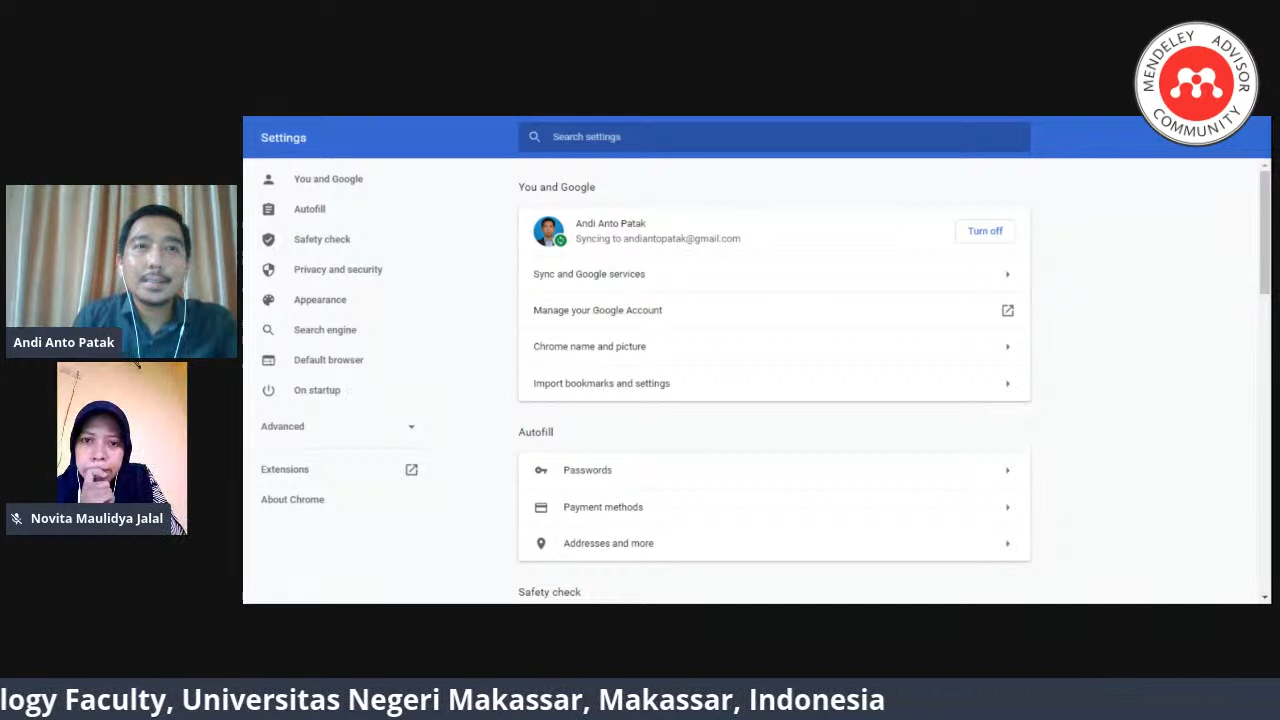 MENDELEY ADVISOR
COMMUNITY
Settings
Search settings
You and Google
Autofill
Safety check
Privacy and security
Appearance
Search engine
Default browser
On startup
Advanced
Extensions
About Chrome
You and Google
Andi Anto Patak
Syncing to andiantopatak@gmail.com
Turn off
Sync and Google services
Manage your Google Account
Chrome name and picture
Import bookmarks and settings
Autofill
Passwords
Payment methods
Addresses and more
Safety check
Andi Anto Patak
Novita Maulidya Jalal
logy Faculty, Universitas Negeri Makassar, Makassar, Indonesia